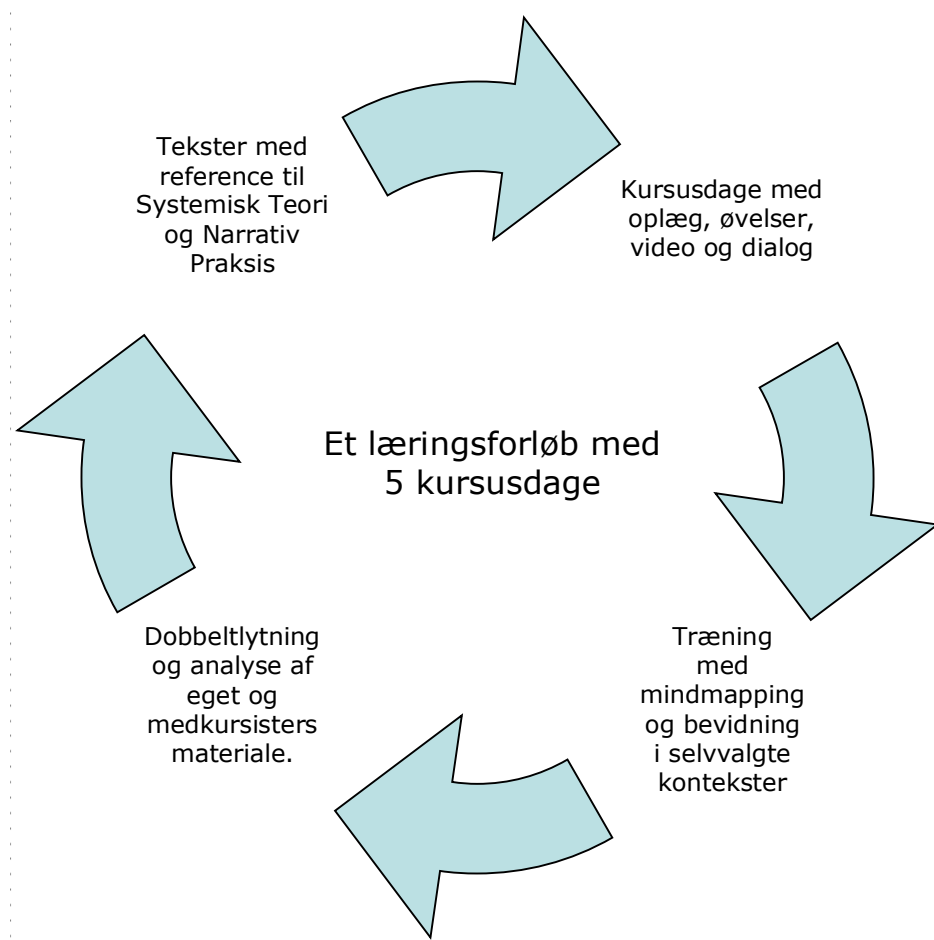 Tekster med
reference til
Systemisk Teori
og Narrativ
Praksis
Kursusdage med
oplæg, øvelser,
video og dialog
Et læringsforløb med
5 kursusdage
Dobbeltlytning
og analyse af
eget og
medkursisters
materiale.
Træning
med
mindmapping
og bevidning
i selvvalgte
kontekster